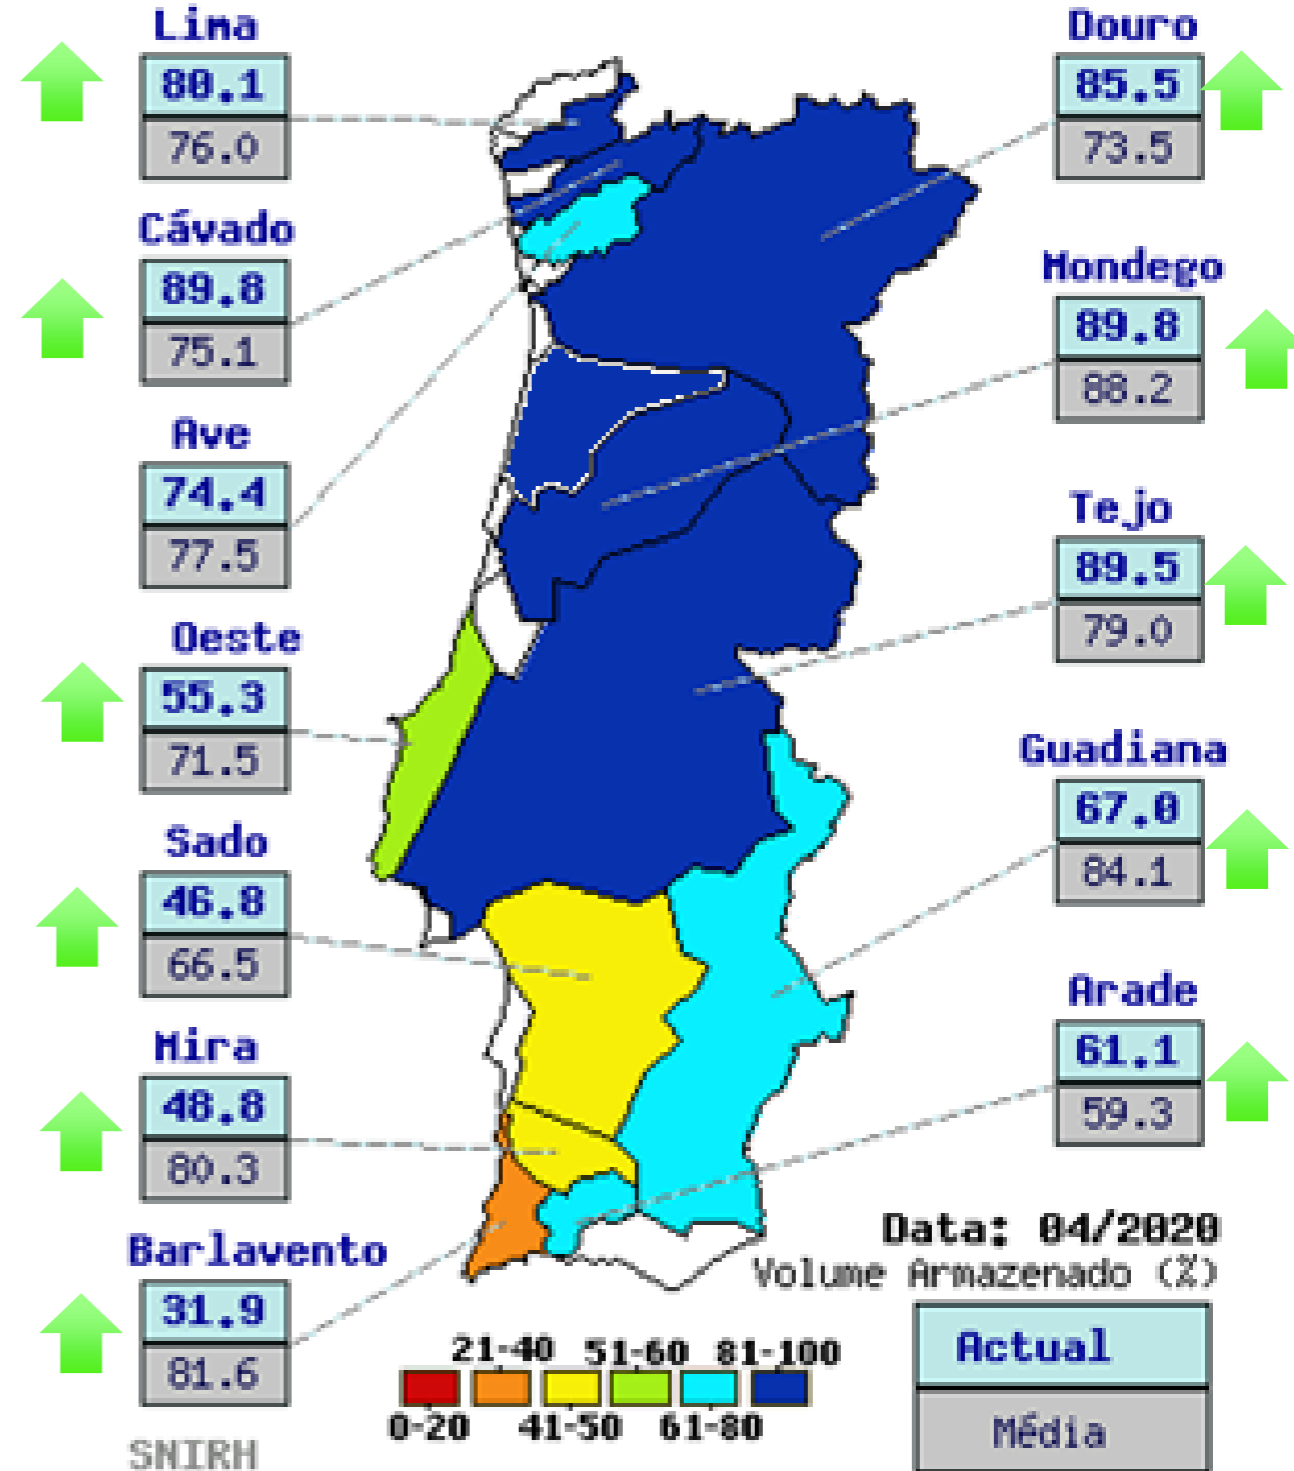 Lima
80.1
76.0
Cávado
89.8
75.1
Ave
74.4
77.5
Oeste
55.3
71.5
Sado
46.8
66.5
Mira
48.8
80.3
Barlavento
31.9
81.6
SNIRH
Douro
85.5
73.5
Mondego
89.8
88.2
Tejo
89.5
79.0
Guadiana
67.0
84.1
Arade
61.1
59.3
Data: 04/2020
Volume Armazenado (%)
Actual
Média
21-40 51-60 81-100
0-20 41-50 61-80